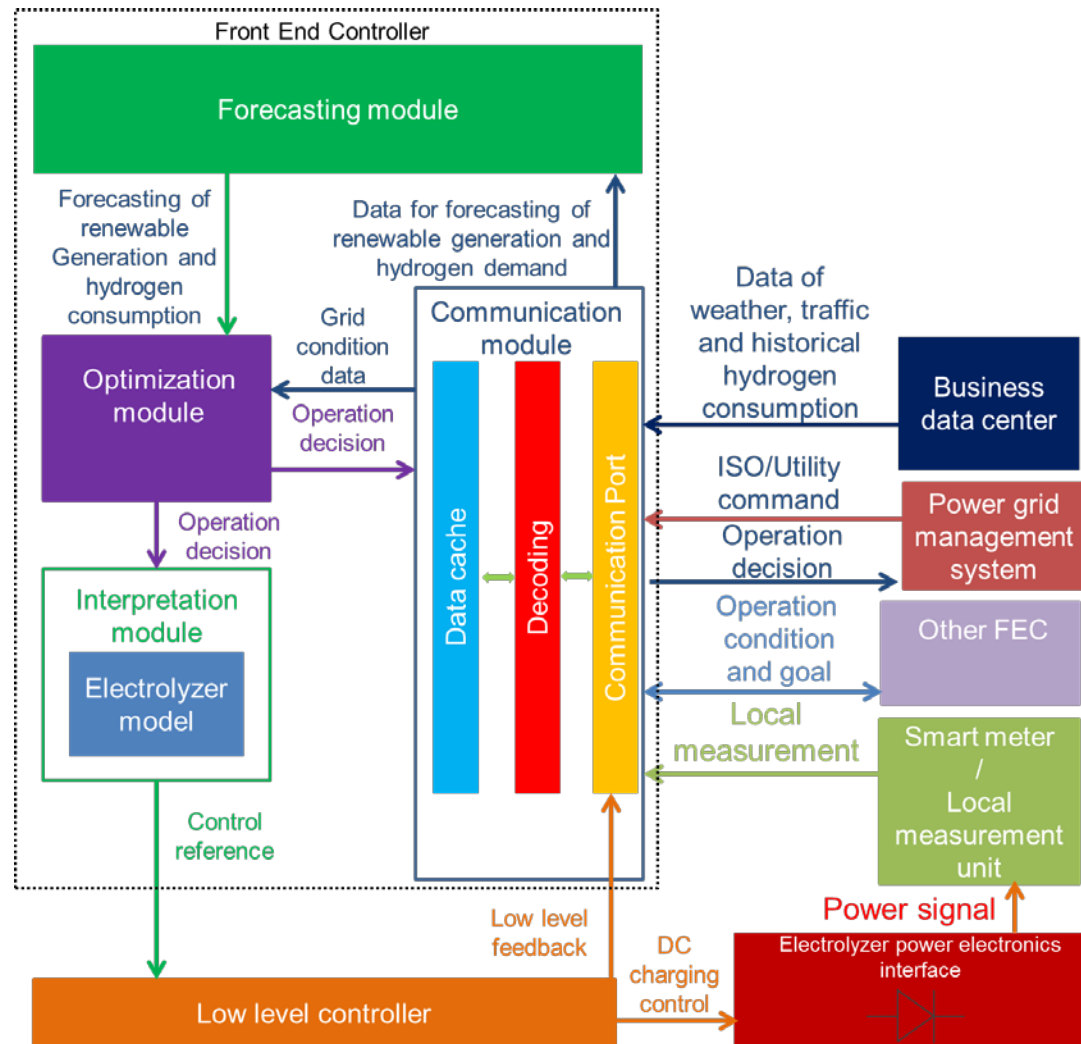 Front End Controller
Forecasting module
Forecasting of
renewable
Generation and
hydrogen
consumption
Data for forecasting of
renewable generation and
hydrogen demand
Data of
weather, traffic
and historical
hydrogen
consumption
Business
data center
Optimization
module
Grid
condition
data
Operation
decision
Communication
module
Data cache
Decoding
Communication Port
ISO/Utility
command
Power grid
management
system
Operation
decision
Operation
decision
Interpretation
module
Electrolyzer
model
Operation
condition
and goal
Other FEC
Local
measurement
Smart meter
/
Local
measurement
unit
Control
reference
Low level
feedback
Power signal
DC
charging
control
Electrolyzer power electronics
interface
Low level controller